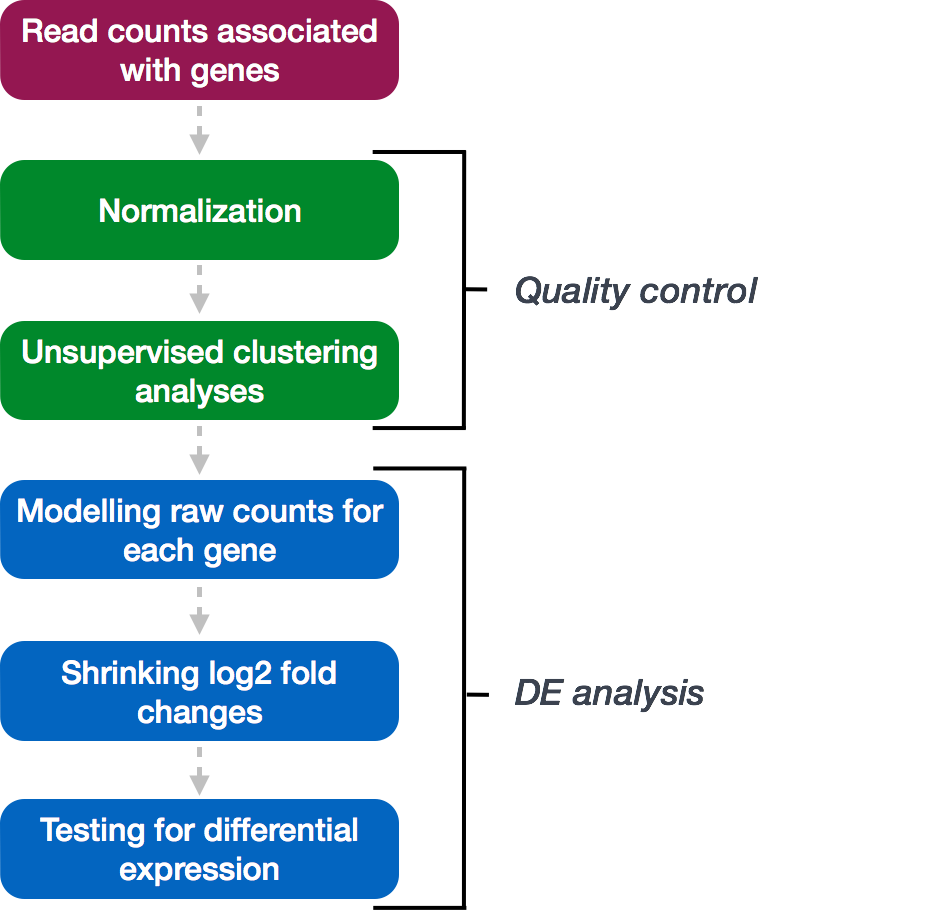 Read counts associated
with genes
Normalization
Unsupervised clustering
analyses
Quality control
Modelling raw counts for
each gene
Shrinking log2 fold
changes
Testing for differential
expression
DE analysis